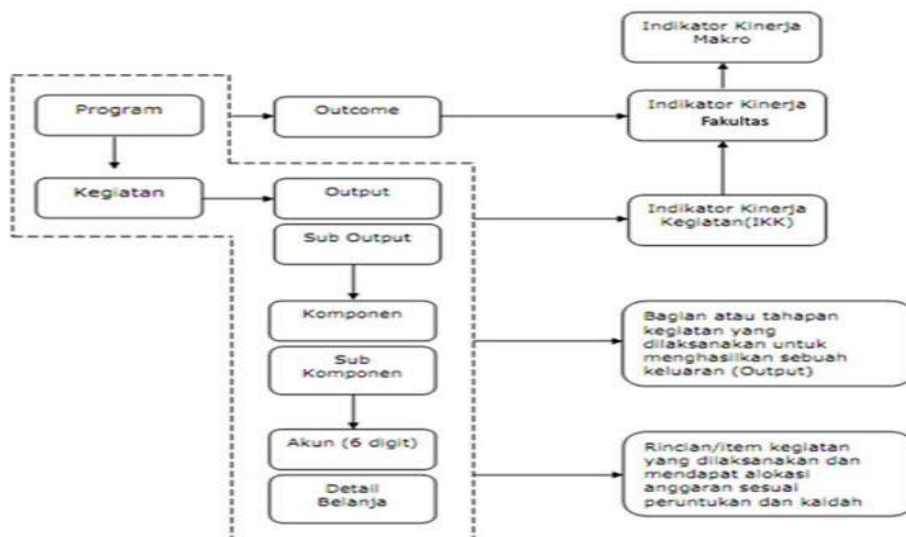 Indikator Kinerja
Makro
Program
Outcome
Indikator Kinerja
Fakultas
Kegiatan
Output
Indikator Kinerja
Kegiatan(IKK)
Sub Output
Komponen
Bagian atau tahapan
kegiatan yang
dilaksanakan untuk
menghasilkan sebuah
keluaran (Output)
Sub
Komponen
Akun (6 digit)
Rincian/item kegiatan
yang dilaksanakan dan
mendapat alokasi
anggaran sesuai
peruntukan dan kaidah
Detail
Belanja